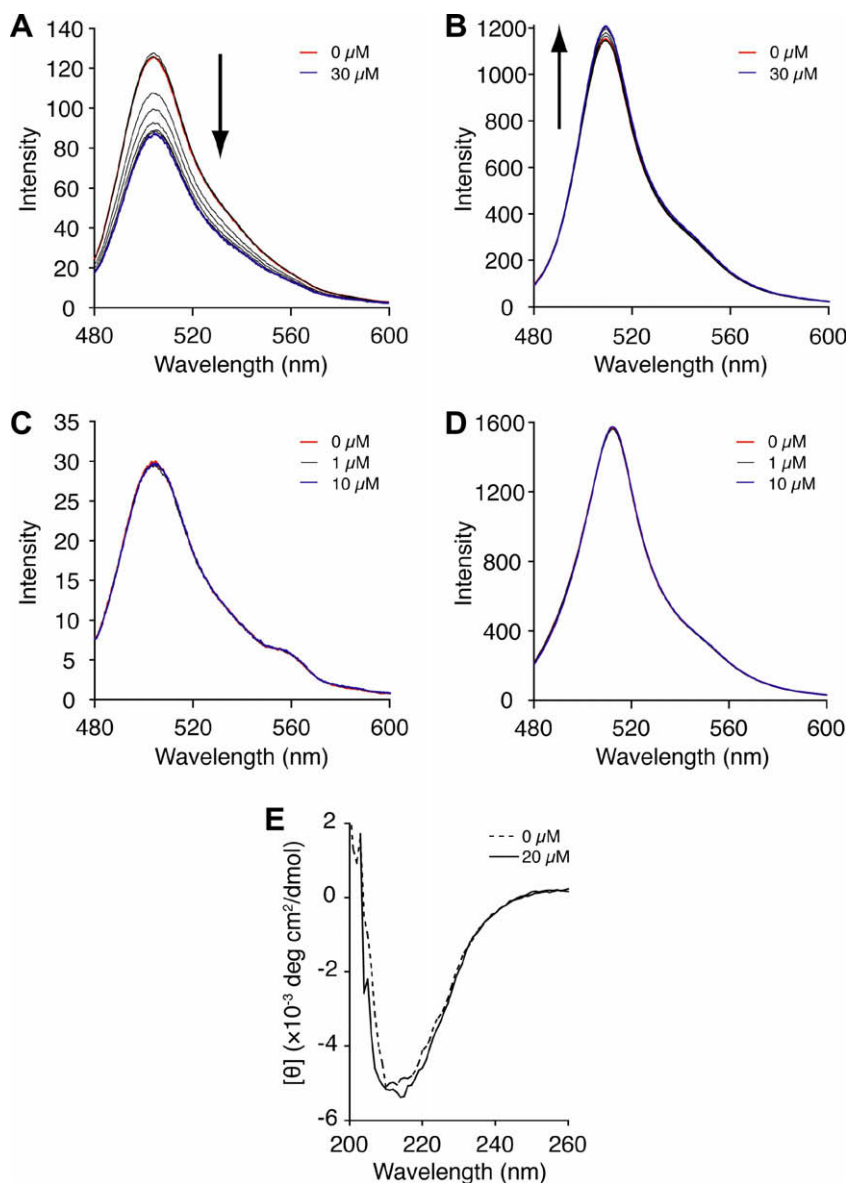 A
Intensity
140
120
100
80
60
40
20
0
0 µM
30 µM
480 520 560 600
Wavelength (nm)
B
Intensity
1200
1000
800
600
400
200
0
0 µM
30 µM
480 520 560 600
Wavelength (nm)
C
Intensity
35
30
25
20
15
10
5
0
0 µM
1 µM
10 µM
480 520 560 600
Wavelength (nm)
D
Intensity
1600
1200
800
400
0
0 µM
1 µM
10 µM
480 520 560 600
Wavelength (nm)
E
[θ] (×10⁻³ deg cm²/dmol)
2
0
-2
-4
-6
0 µM
20 µM
200 220 240 260
Wavelength (nm)